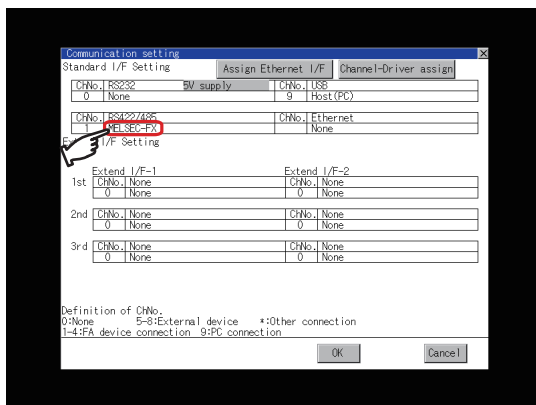 Communication setting
Standard I/F Setting Assign Ethernet I/F Channel-Driver assign
ChNo. RS232 5V supply ChNo. USB
0 None 9 Host(PC)
ChNo. RS422/485 ChNo. Ethernet
1 MELSEC-FX None
I/F Setting
Extend I/F-1 Extend I/F-2
1st ChNo. None ChNo. None
0 None 0 None
2nd ChNo. None ChNo. None
0 None 0 None
3rd ChNo. None ChNo. None
0 None 0 None
Definition of ChNo.
0:None 5-8:External device *:Other connection
1-4:FA device connection 9:PC connection
OK Cancel